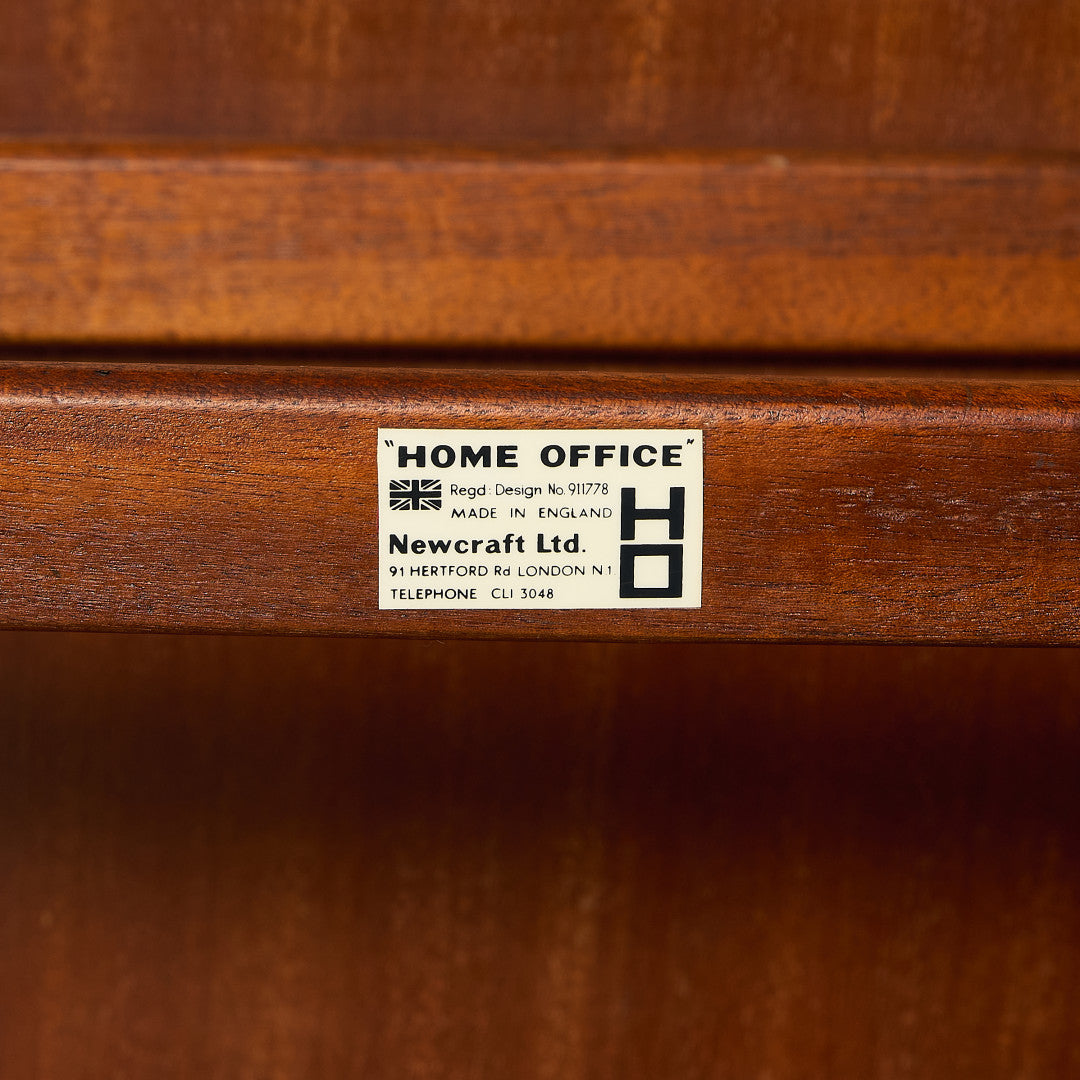 "HOME OFFICE"
Regd: Design No. 911778
MADE IN ENGLAND
Newcraft Ltd.
91 HERTFORD Rd LONDON N1
TELEPHONE CLI 3048
HO